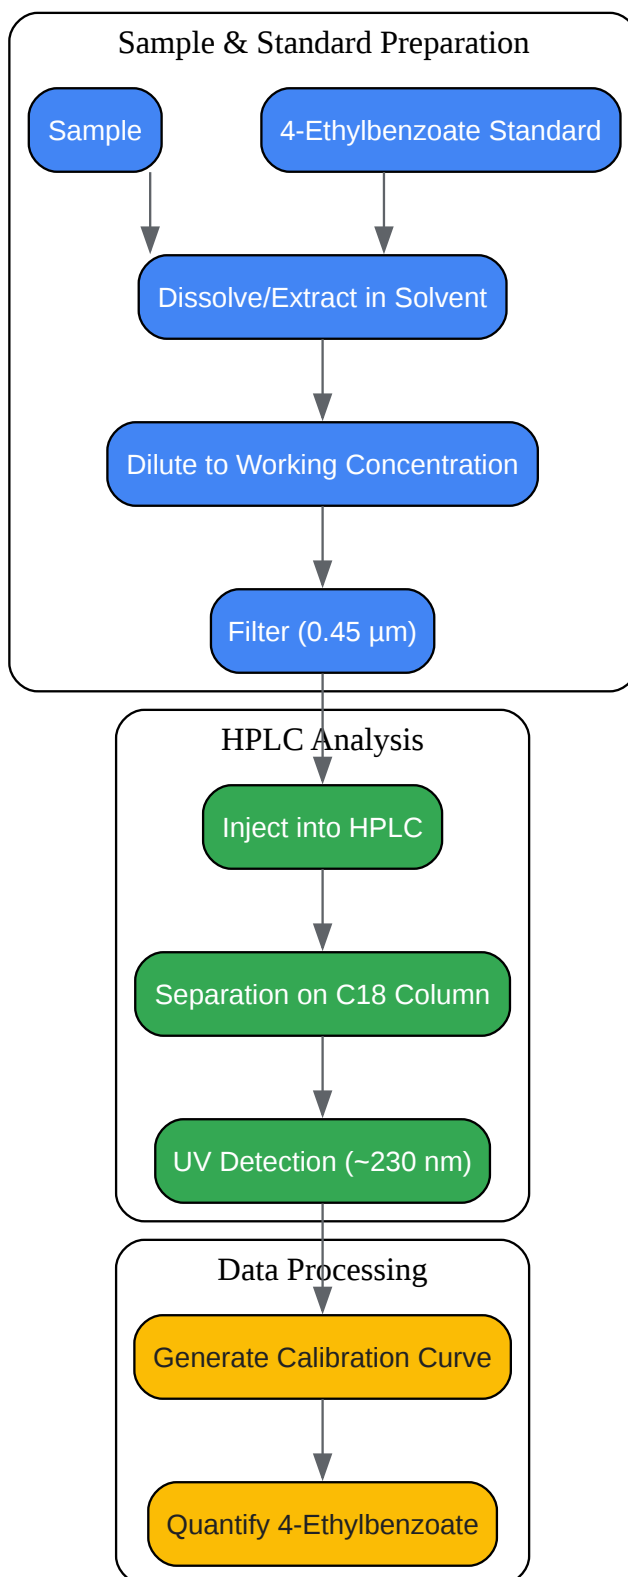 Sample & Standard Preparation
Sample
4-Ethylbenzoate Standard
Dissolve/Extract in Solvent
Dilute to Working Concentration
Filter (0.45 µm)
HPLC Analysis
Inject into HPLC
Separation on C18 Column
UV Detection (~230 nm)
Data Processing
Generate Calibration Curve
Quantify 4-Ethylbenzoate